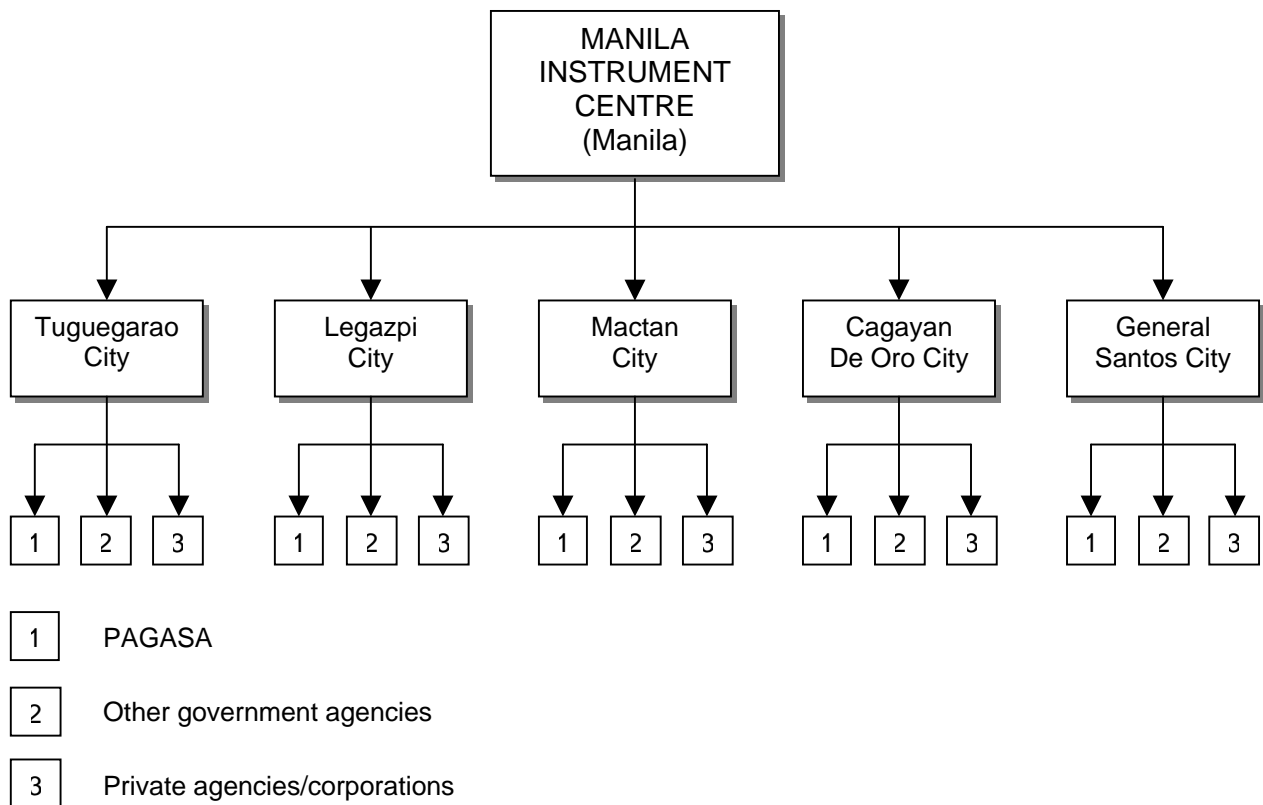 MANILA
INSTRUMENT
CENTRE
(Manila)
Tuguegarao
City
Legazpi
City
Mactan
City
Cagayan
De Oro City
General
Santos City
1 2 3 1 2 3 1 2 3 1 2 3 1 2 3
1 PAGASA
2 Other government agencies
3 Private agencies/corporations